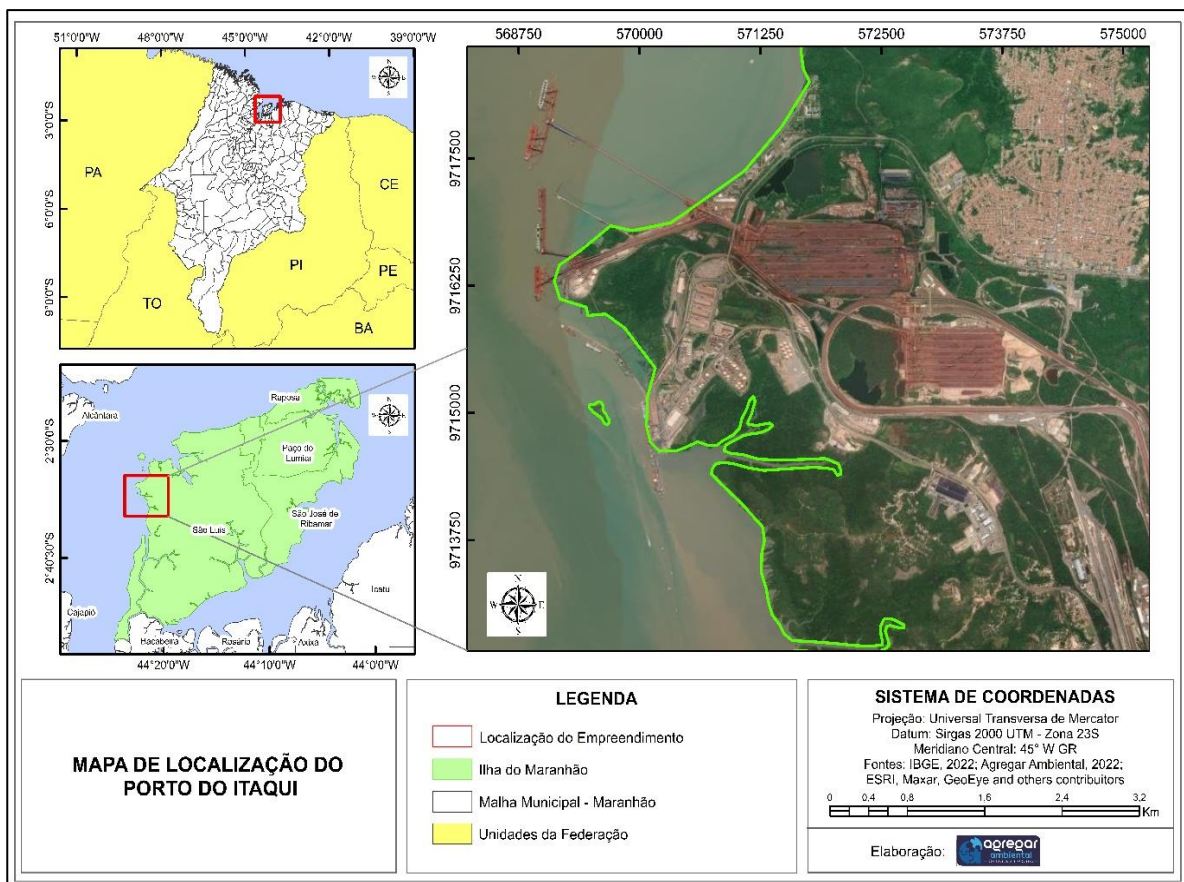 51°0'0"W 48°0'0"W 45°0'0"W 42°0'0"W 39°0'0"W
3°0'0"S
6°0'0"S
9°0'0"S
N
PA
CE
PI
PE
TO
BA
2°30'0"S
2°40'30"S
44°20'0"W 44°10'0"W 44°0'0"W
N
Alcântara
Raposa
Paço do
Lumiar
São José de
Ribamar
São Luís
Icatu
Cajapió
Bacabeira
Rosário
Axixá
568750 570000 571250 572500 573750 575000
9717500
9716250
9715000
9713750
N
W E
S
MAPA DE LOCALIZAÇÃO DO
PORTO DO ITAQUI
LEGENDA
Localização do Empreendimento
Ilha do Maranhão
Malha Municipal - Maranhão
Unidades da Federação
SISTEMA DE COORDENADAS
Projeção: Universal Transversa de Mercator
Datum: Sirgas 2000 UTM - Zona 23S
Meridiano Central: 45° W GR
Fontes: IBGE, 2022; Agregar Ambiental, 2022;
ESRI, Maxar, GeoEye and others contribuitors
0 0,4 0,8 1,6 2,4 3,2
Km
Elaboração:
agregar
ambiental